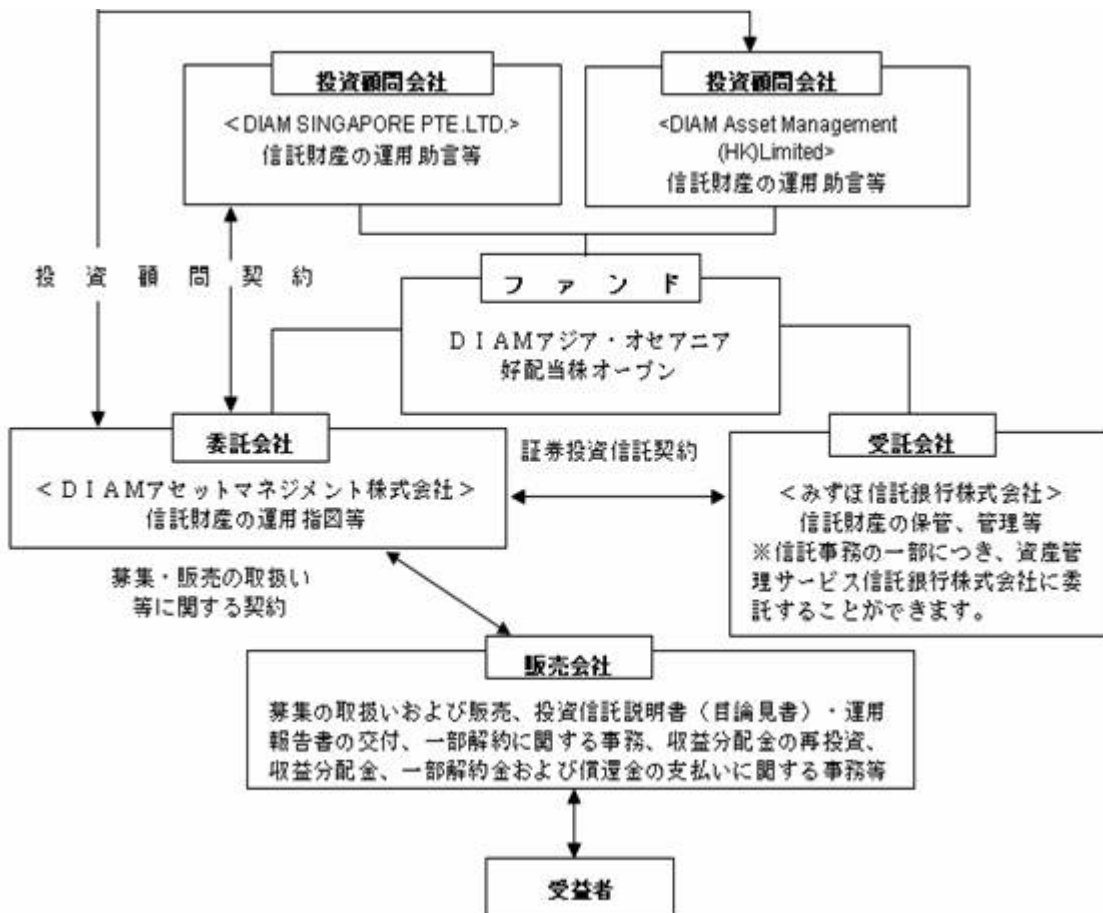 投資顧問会社
＜DIAM SINGAPORE PTE.LTD.＞
信託財産の運用助言等
投資顧問会社
<DIAM Asset Management
(HK)Limited>
信託財産の運用助言等
投資顧問契約
ファンド
ＤＩＡＭアジア・オセアニア
好配当株オープン
委託会社
＜ＤＩＡＭアセットマネジメント株式会社＞
信託財産の運用指図等
証券投資信託契約
受託会社
＜みずほ信託銀行株式会社＞
信託財産の保管、管理等
※信託事務の一部につき、資産管
理サービス信託銀行株式会社に委
託することができます。
募集・販売の取扱い
等に関する契約
販売会社
募集の取扱いおよび販売、投資信託説明書（目論見書）・運用
報告書の交付、一部解約に関する事務、収益分配金の再投資、
収益分配金、一部解約金および償還金の支払いに関する事務等
受益者